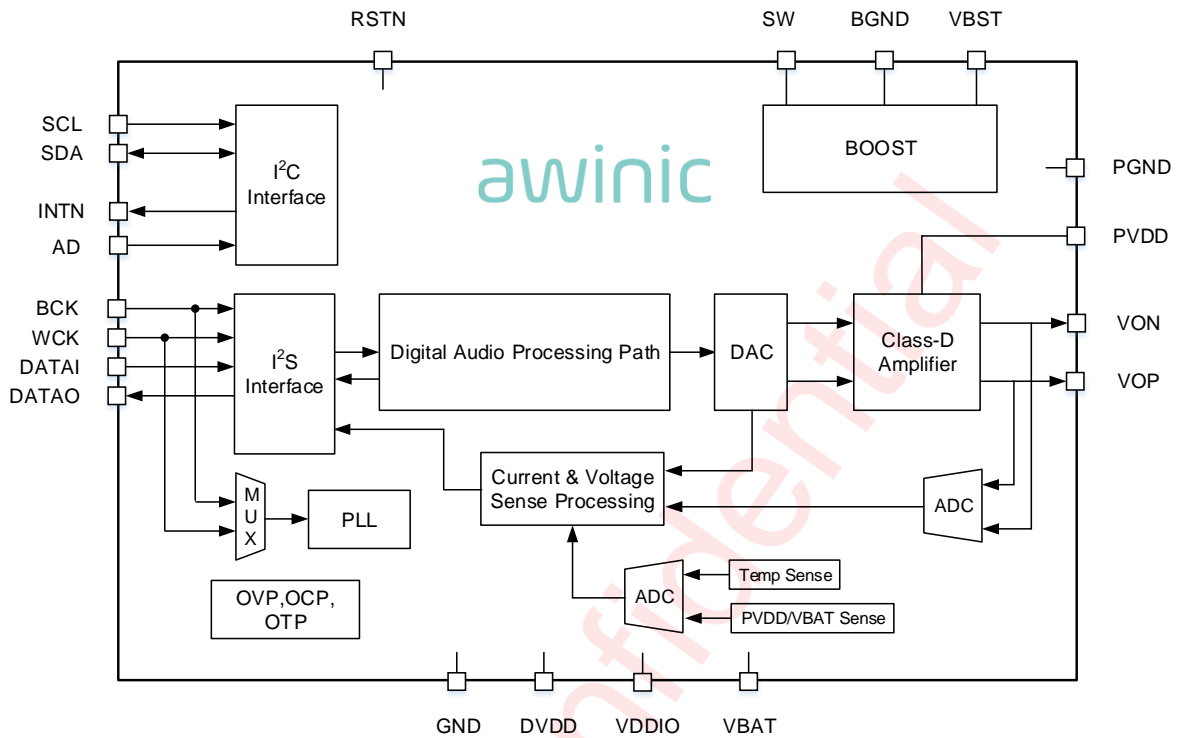 RSTN
SW
BGND
VBST
SCL
SDA
INTN
AD
I²C
Interface
awinic
BOOST
PGND
PVDD
BCK
WCK
DATAI
DATAO
I²S
Interface
Digital Audio Processing Path
DAC
Class-D
Amplifier
VON
VOP
Current & Voltage
Sense Processing
ADC
MUX
PLL
OVP,OCP,
OTP
ADC
Temp Sense
PVDD/VBAT Sense
GND
DVDD
VDDIO
VBAT
nfidential